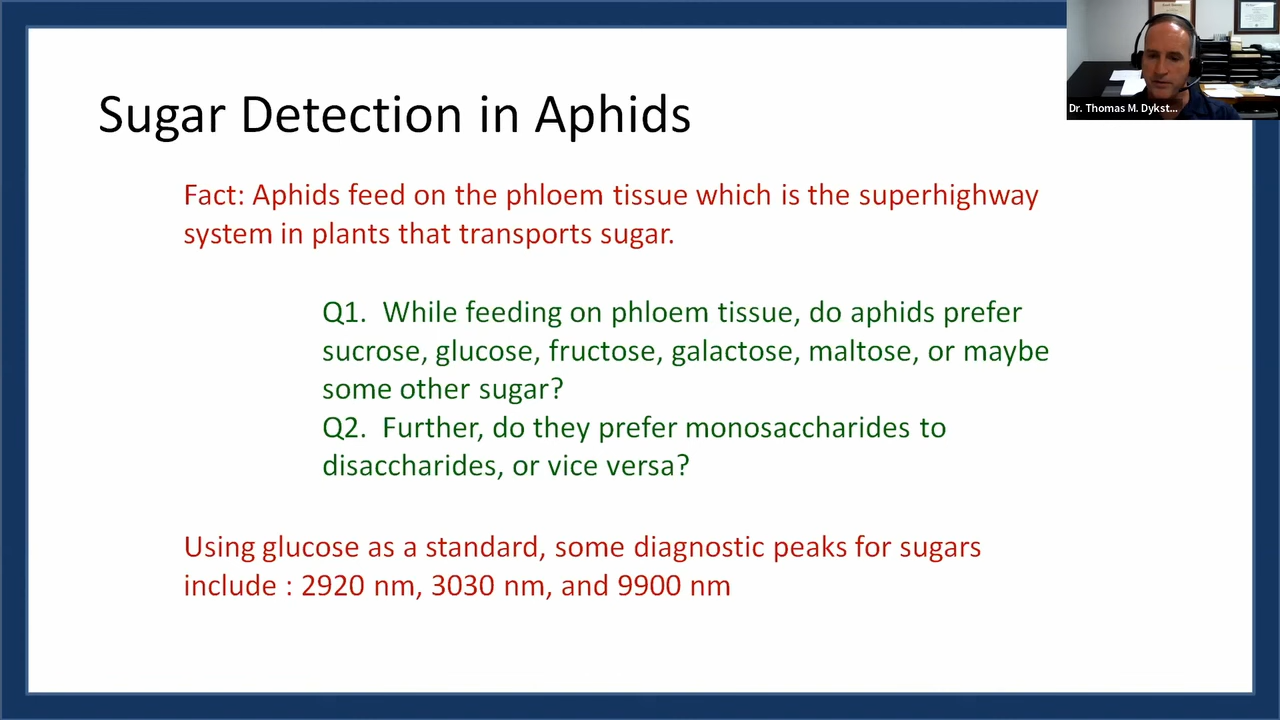 Sugar Detection in Aphids
Dr. Thomas M. Dykst...
Fact: Aphids feed on the phloem tissue which is the superhighway
system in plants that transports sugar.
Q1. While feeding on phloem tissue, do aphids prefer
sucrose, glucose, fructose, galactose, maltose, or maybe
some other sugar?
Q2. Further, do they prefer monosaccharides to
disaccharides, or vice versa?
Using glucose as a standard, some diagnostic peaks for sugars
include : 2920 nm, 3030 nm, and 9900 nm